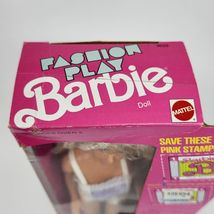 FASHION
PLAY
Barbie
Doll
MATTEL
SAVE THESE
PINK STAMP